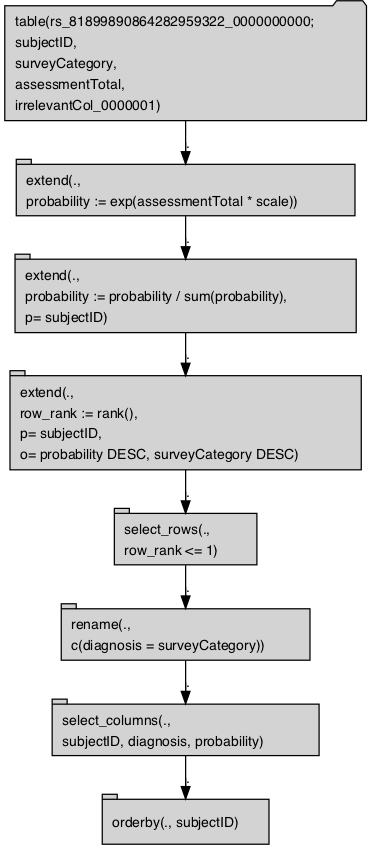 table(rs_81899890864282959322_0000000000;
subjectID,
surveyCategory,
assessmentTotal,
irrelevantCol_0000001)
extend(.,
probability := exp(assessmentTotal * scale))
extend(.,
probability := probability / sum(probability),
p= subjectID)
extend(.,
row_rank := rank(),
p= subjectID,
o= probability DESC, surveyCategory DESC)
select_rows(.,
row_rank <= 1)
rename(.,
c(diagnosis = surveyCategory))
select_columns(.,
subjectID, diagnosis, probability)
orderby(., subjectID)